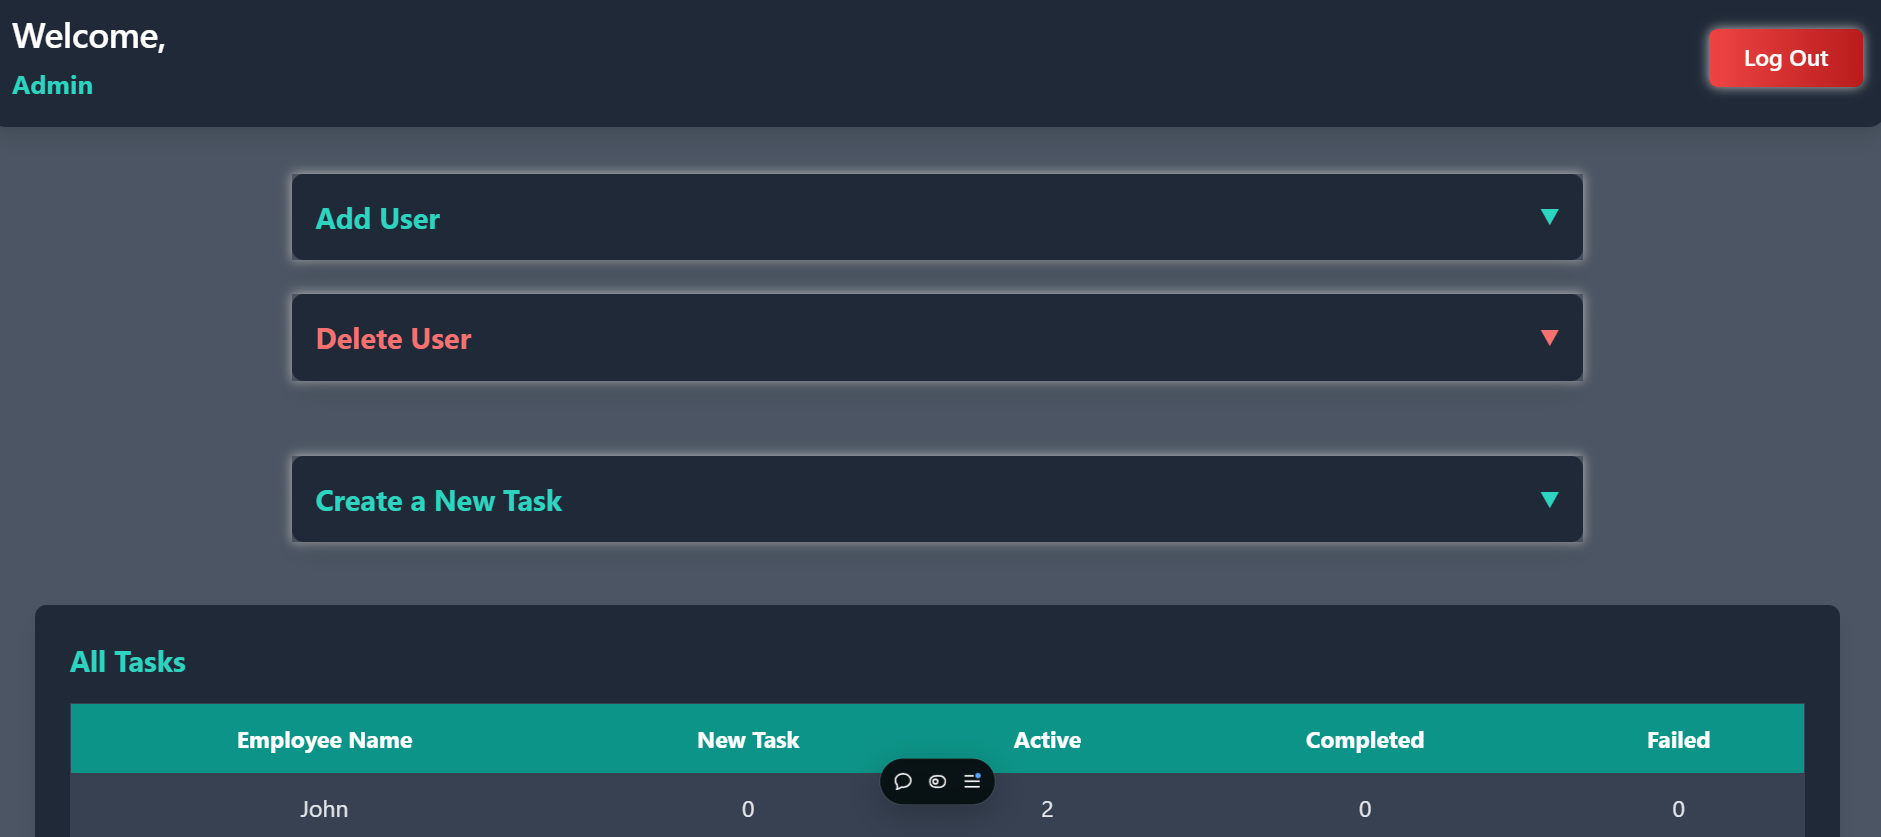 Welcome,
Admin
Log Out
Add User
Delete User
Create a New Task
All Tasks
Employee Name New Task Active Completed Failed
John 0 2 0 0